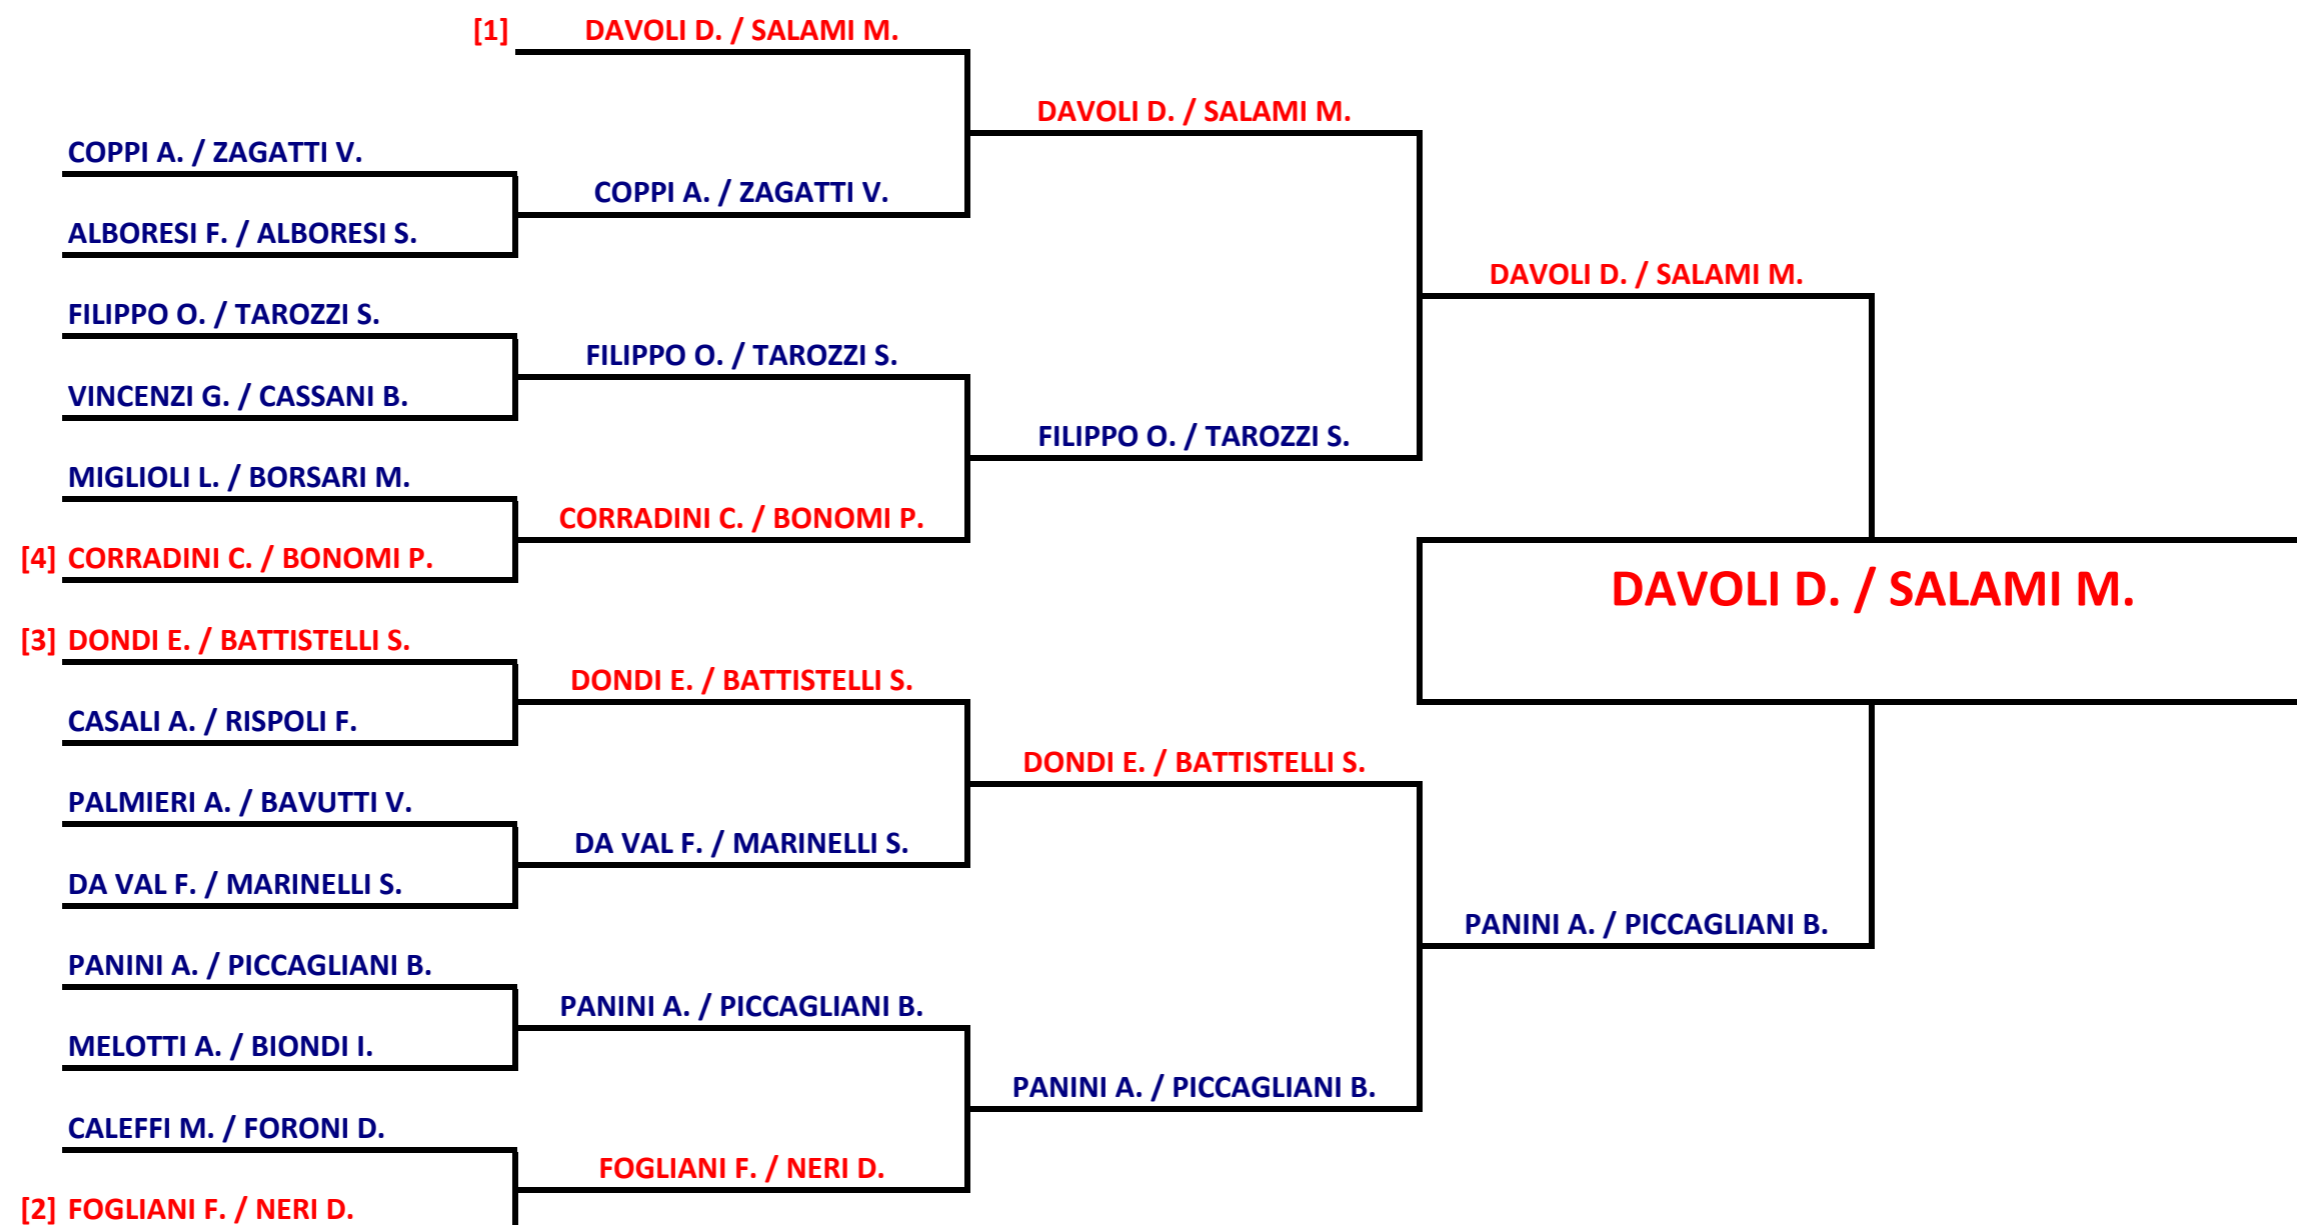 [1] DAVOLI D. / SALAMI M.
DAVOLI D. / SALAMI M.
COPPI A. / ZAGATTI V.
COPPI A. / ZAGATTI V.
ALBORESI F. / ALBORESI S.
DAVOLI D. / SALAMI M.
FILIPPO O. / TAROZZI S.
FILIPPO O. / TAROZZI S.
VINCENZI G. / CASSANI B.
FILIPPO O. / TAROZZI S.
MIGLIOLI L. / BORSARI M.
CORRADINI C. / BONOMI P.
[4] CORRADINI C. / BONOMI P.
DAVOLI D. / SALAMI M.
[3] DONDI E. / BATTISTELLI S.
DONDI E. / BATTISTELLI S.
CASALI A. / RISPOLI F.
DONDI E. / BATTISTELLI S.
PALMIERI A. / BAVUTTI V.
DA VAL F. / MARINELLI S.
DA VAL F. / MARINELLI S.
PANINI A. / PICCAGLIANI B.
PANINI A. / PICCAGLIANI B.
PANINI A. / PICCAGLIANI B.
MELOTTI A. / BIONDI I.
PANINI A. / PICCAGLIANI B.
CALEFFI M. / FORONI D.
FOGLIANI F. / NERI D.
[2] FOGLIANI F. / NERI D.